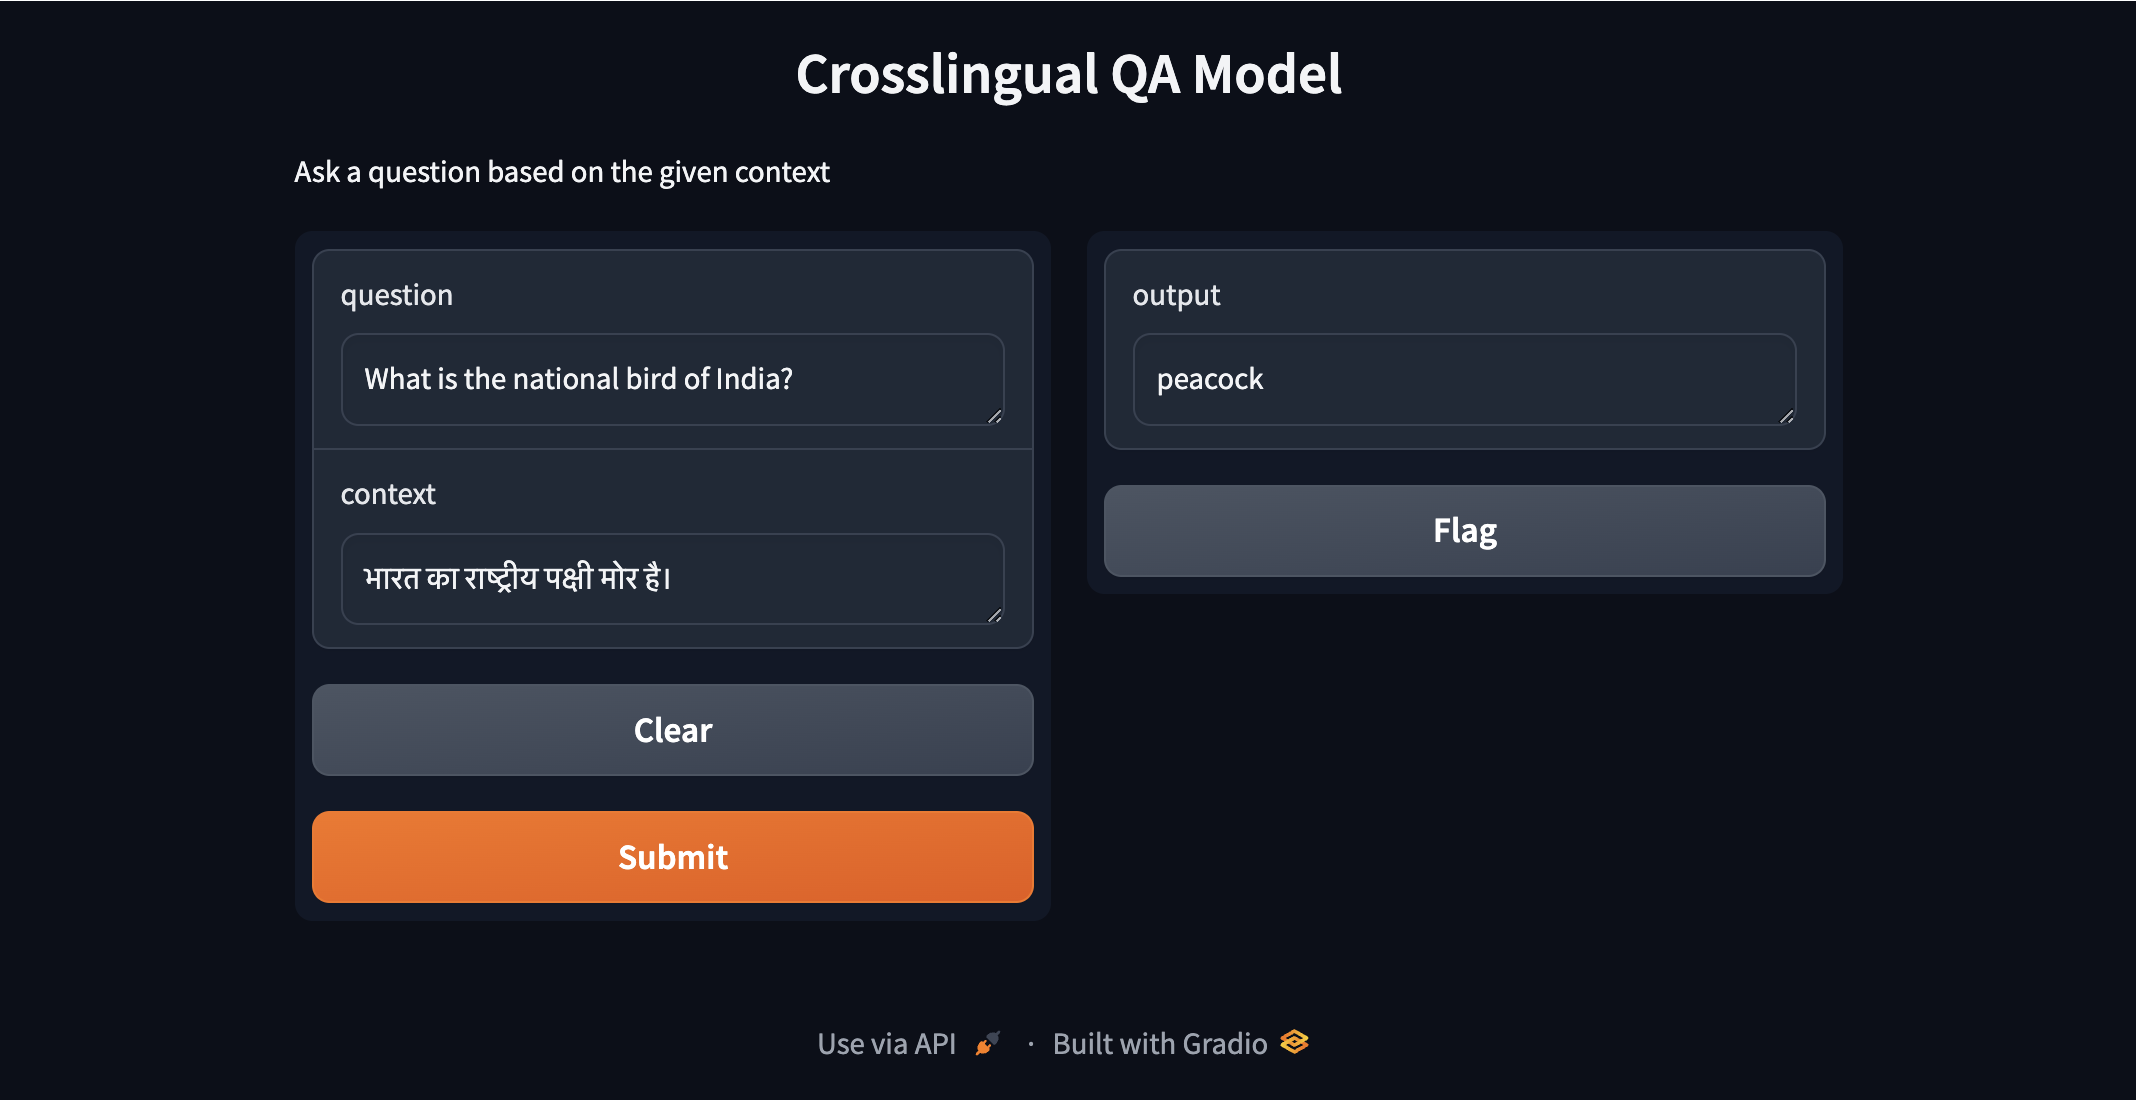 Crosslingual QA Model
Ask a question based on the given context
question
What is the national bird of India?
context
भारत का राष्ट्रीय पक्षी मोर है।
Clear
Submit
output
peacock
Flag
Use via API · Built with Gradio